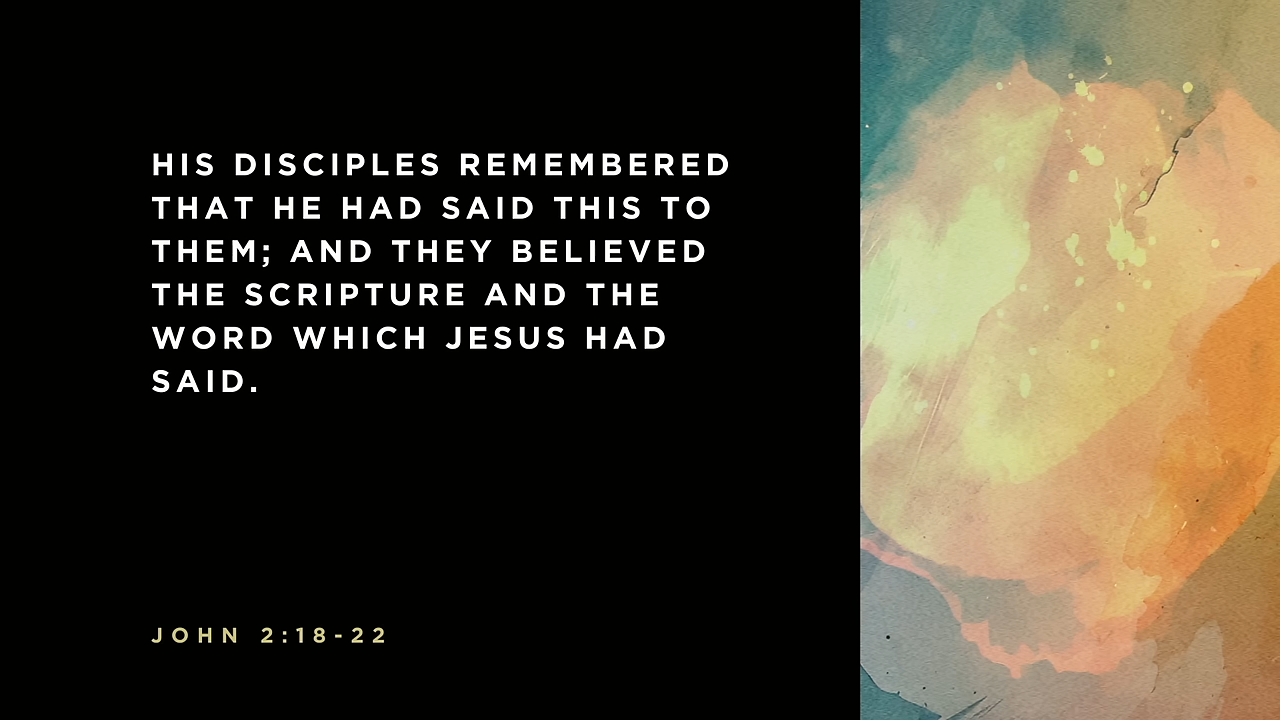 HIS DISCIPLES REMEMBERED
THAT HE HAD SAID THIS TO
THEM; AND THEY BELIEVED
THE SCRIPTURE AND THE
WORD WHICH JESUS HAD
SAID.
JOHN 2:18-22